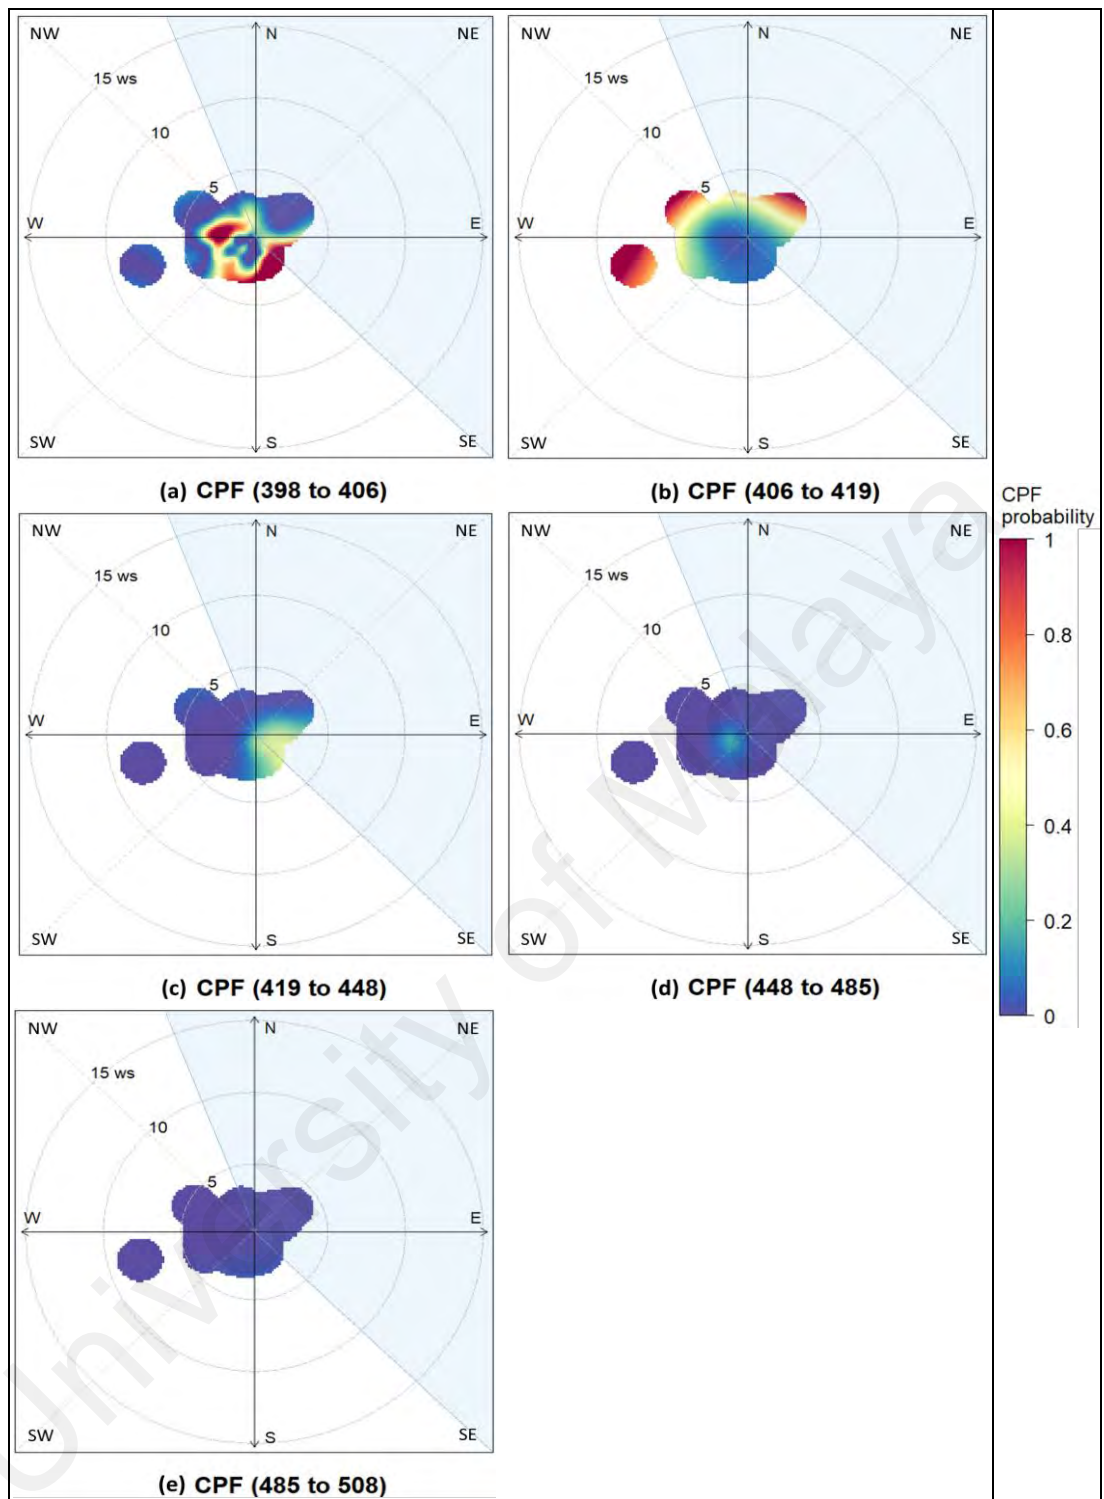 NW
N
NE
15 ws
10
5
W
E
SW
S
SE
(a) CPF (398 to 406)
NW
N
NE
15 ws
10
5
W
E
SW
S
SE
(b) CPF (406 to 419)
CPF
probability
1
0.8
0.6
0.4
0.2
0
NW
N
NE
15 ws
10
5
W
E
SW
S
SE
(c) CPF (419 to 448)
NW
N
NE
15 ws
10
5
W
E
SW
S
SE
(d) CPF (448 to 485)
NW
N
NE
15 ws
10
5
W
E
SW
S
SE
(e) CPF (485 to 508)
University of Malaya